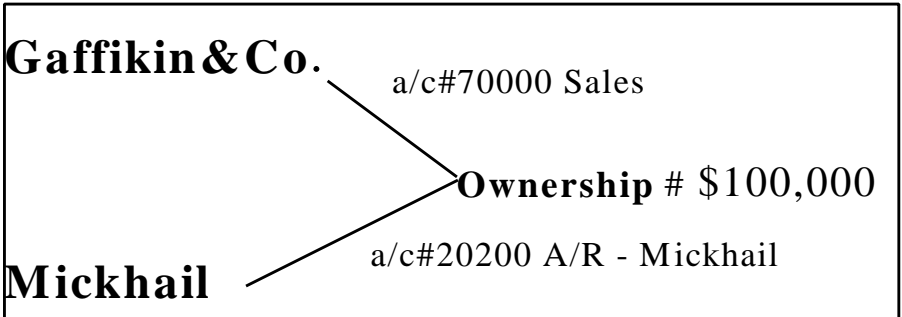 Gaffikin&Co.
a/c#70000 Sales
Ownership # $100,000
a/c#20200 A/R - Mickhail
Mickhail